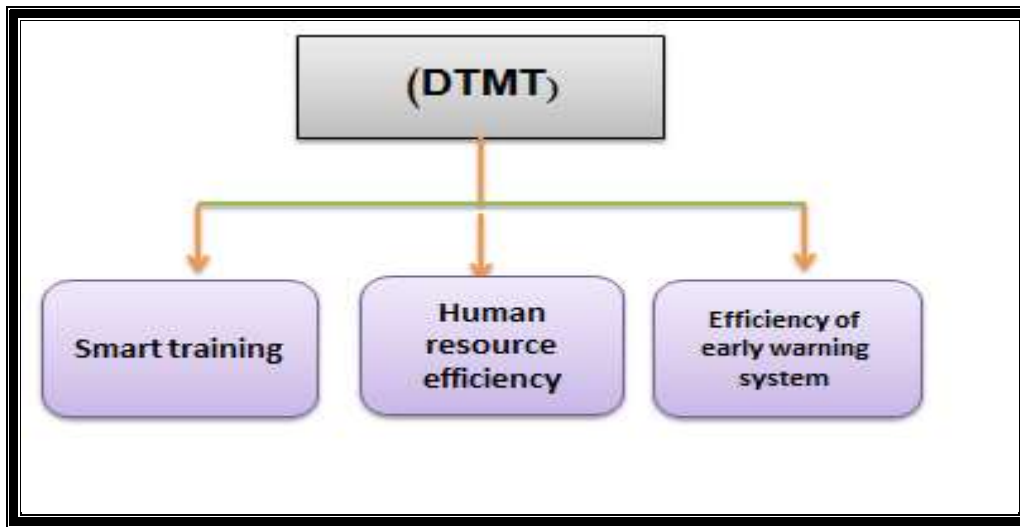 (DTMT)
Smart training
Human
resource
efficiency
Efficiency of
early warning
system